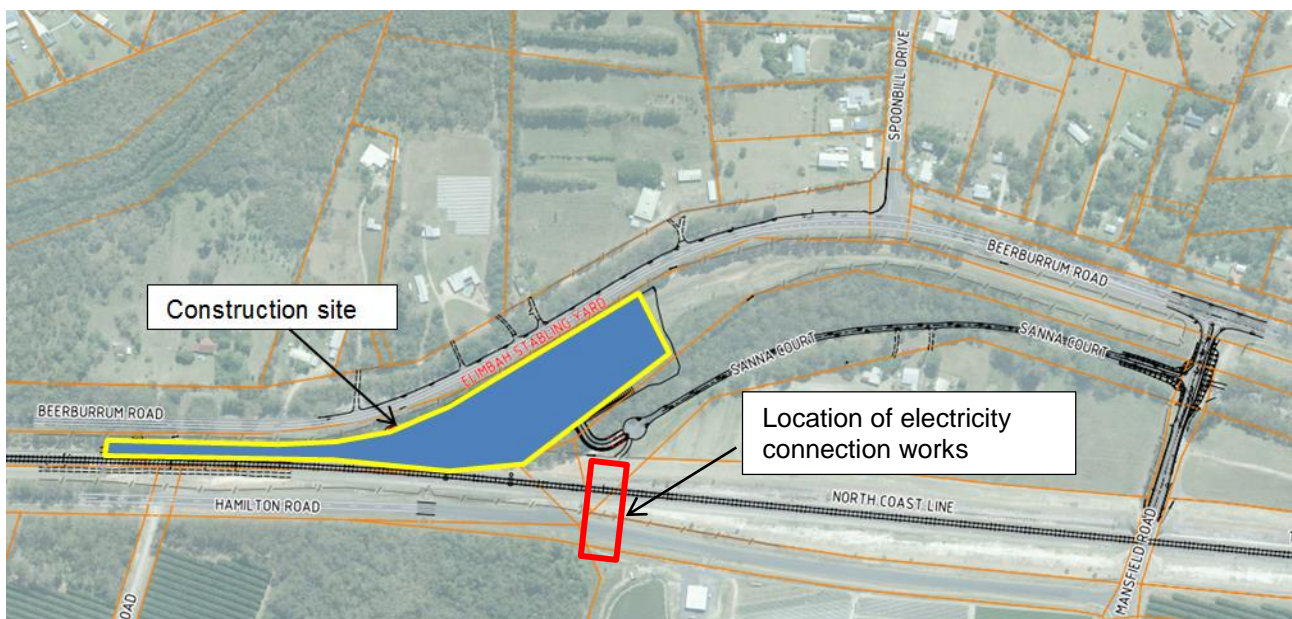 SPOONBILL DRIVE
BEERBURRUM ROAD
Construction site
ELIMBAH STABLING YARD
SANNA COURT
SANNA COURT
BEERBURRUM ROAD
Location of electricity
connection works
HAMILTON ROAD
NORTH COAST LINE
MANSFIELD ROAD
OAD